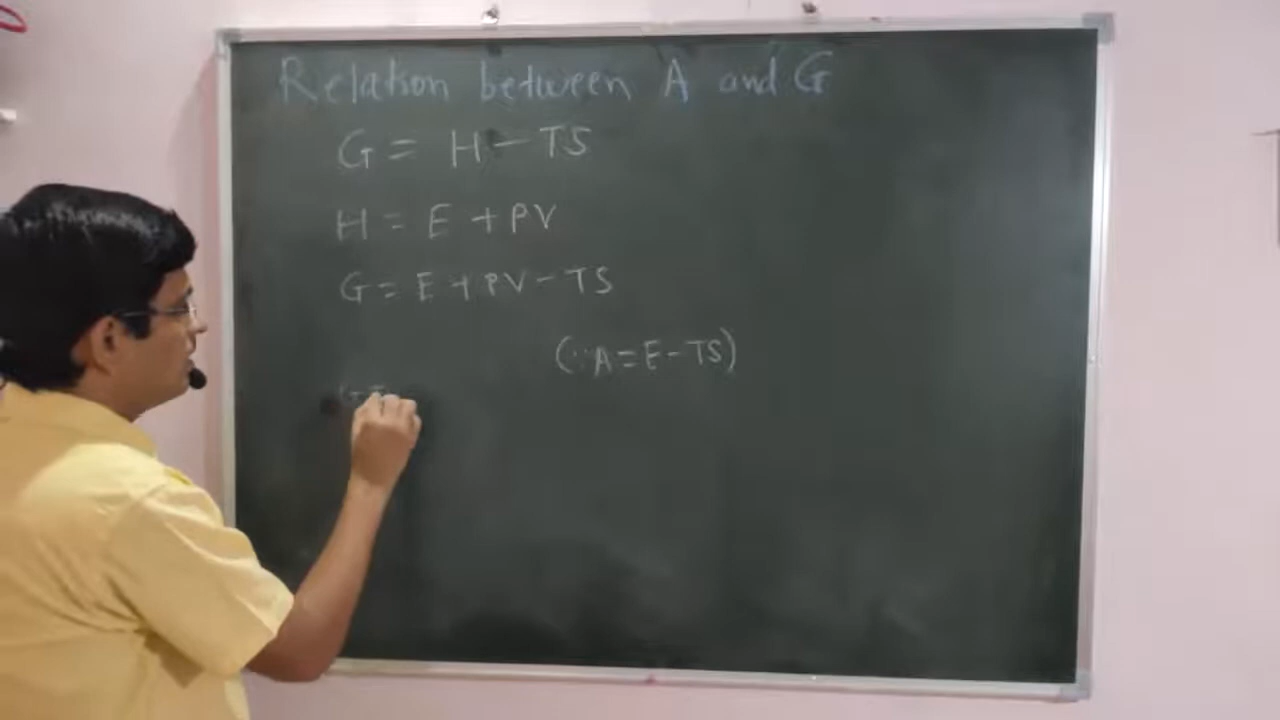 Relation between A and G
G = H - TS
H = E + PV
G = E + PV - TS
(∵ A = E - TS)
G =